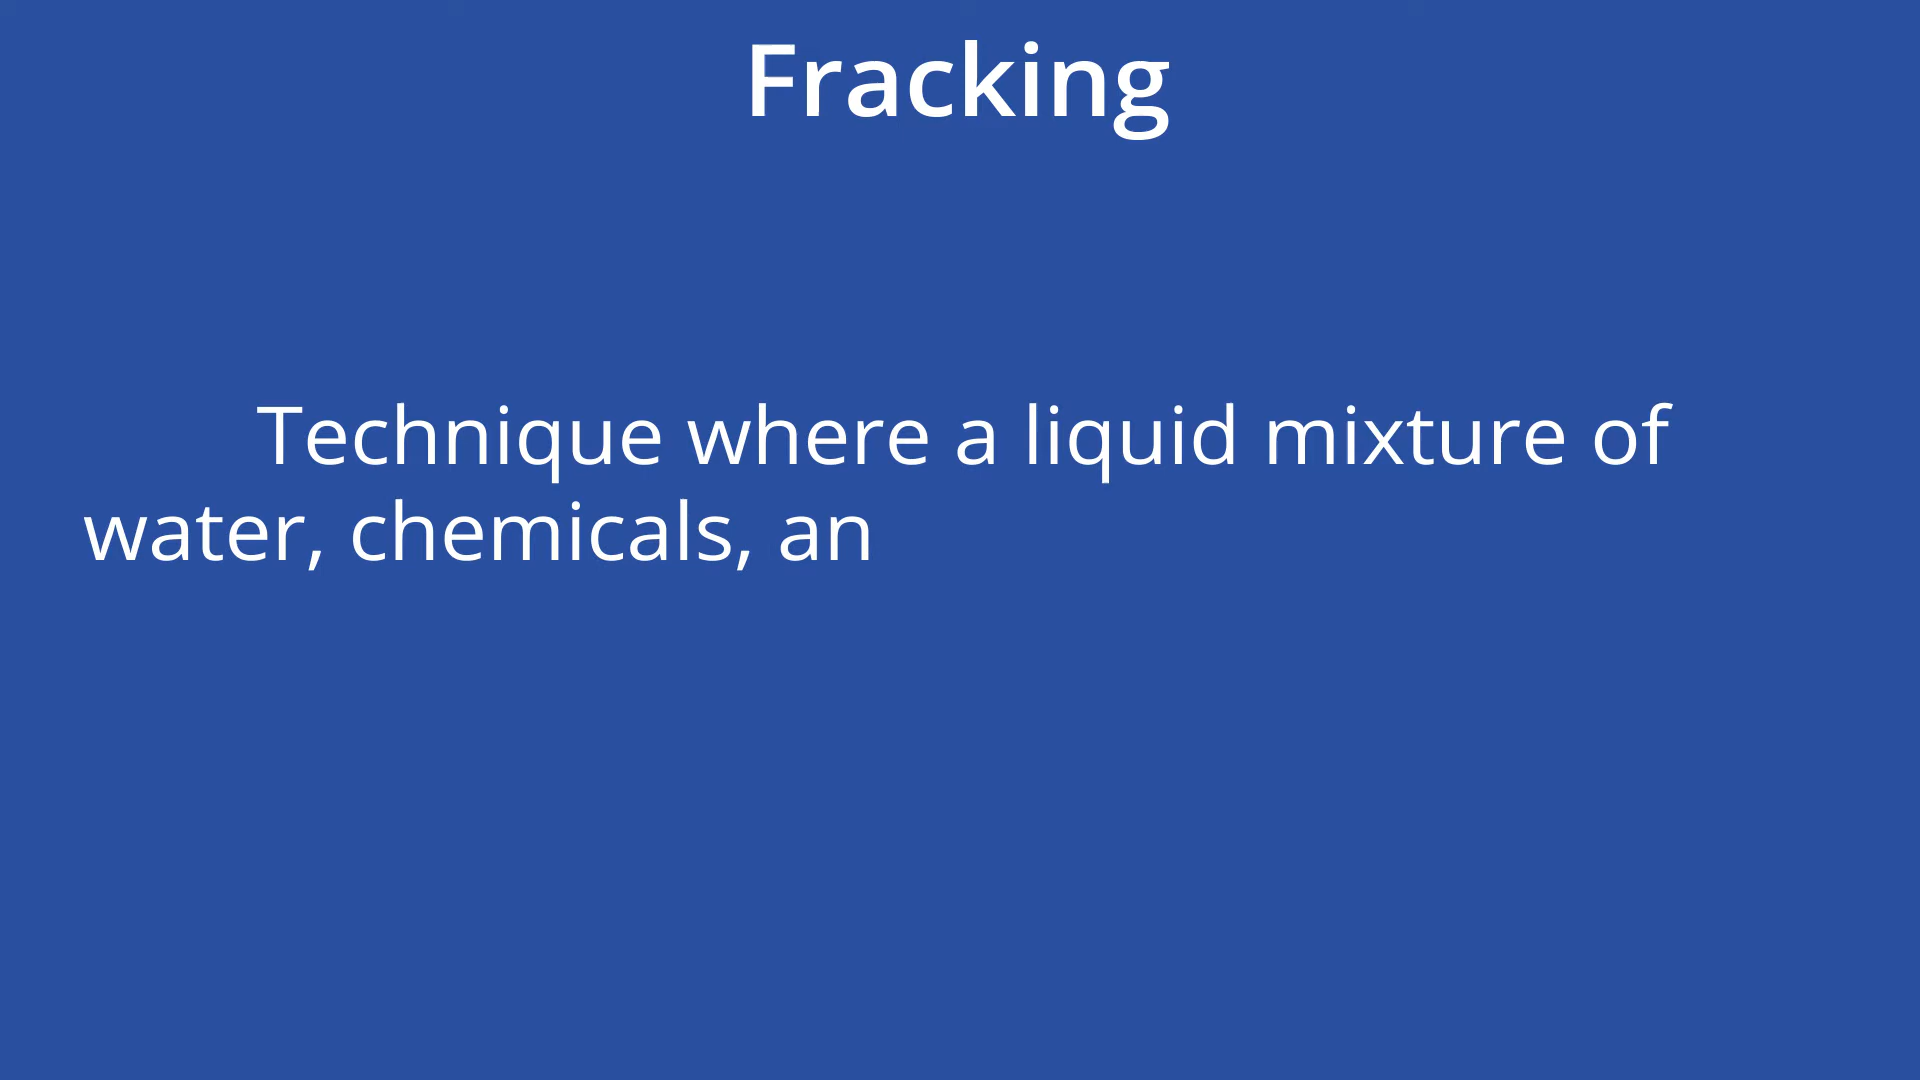 Fracking
Technique where a liquid mixture of
water, chemicals, an